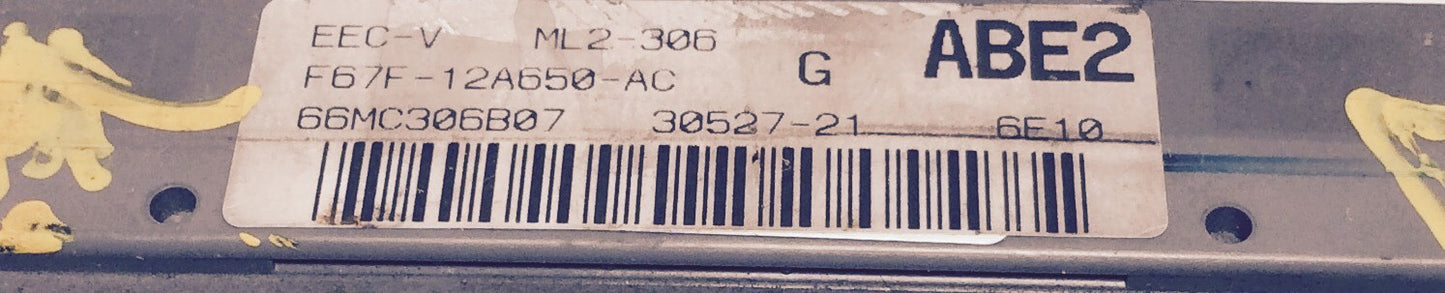 EEC-V ML2-306 G ABE2
F67F-12A650-AC
66MC306B07 30527-21 6E10